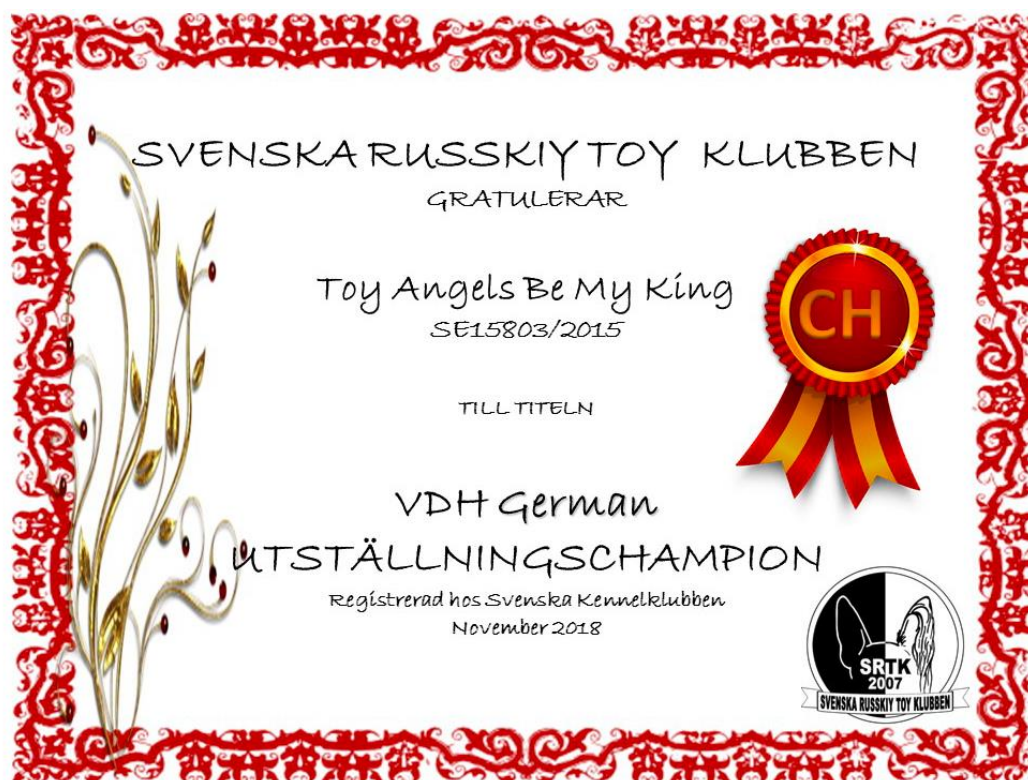 SVENSKA RUSSKIY TOY KLUBBEN
GRATULERAR
Toy Angels Be My King
SE15803/2015
CH
TILL TITELN
VDH German
UTSTÄLLNINGSCHAMPION
Registrerad hos Svenska Kennelklubben
November 2018
SRTK
2007
SVENSKA RUSSKIY TOY KLUBBEN